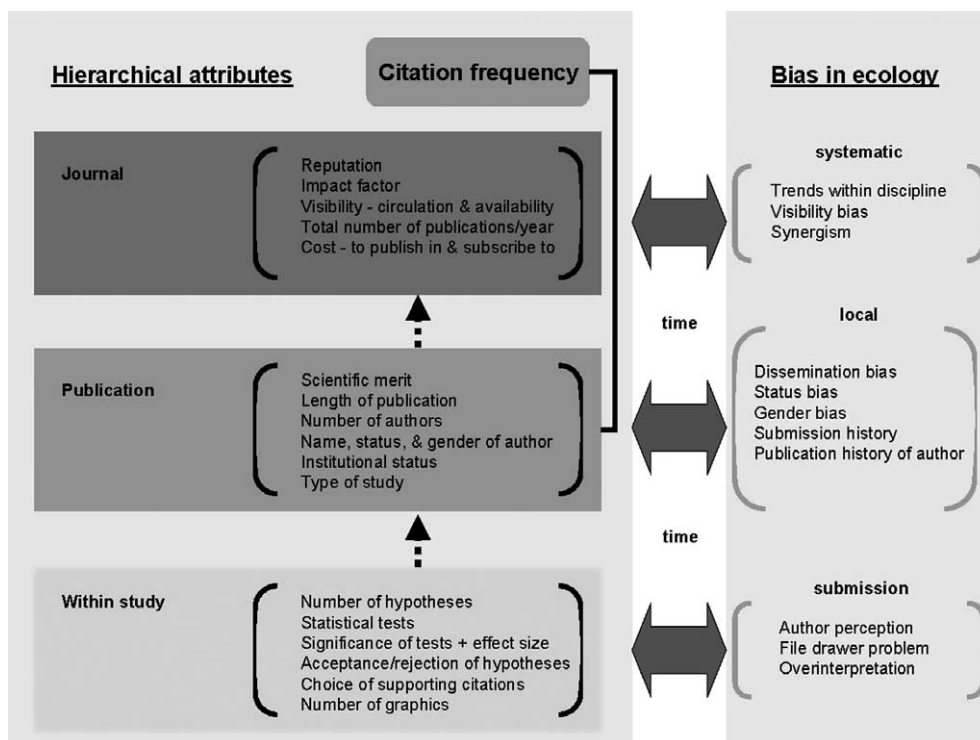 Hierarchical attributes
Citation frequency
Journal
Reputation
Impact factor
Visibility - circulation & availability
Total number of publications/year
Cost - to publish in & subscribe to
Publication
Scientific merit
Length of publication
Number of authors
Name, status, & gender of author
Institutional status
Type of study
Within study
Number of hypotheses
Statistical tests
Significance of tests + effect size
Acceptance/rejection of hypotheses
Choice of supporting citations
Number of graphics
time
time
Bias in ecology
systematic
Trends within discipline
Visibility bias
Synergism
local
Dissemination bias
Status bias
Gender bias
Submission history
Publication history of author
submission
Author perception
File drawer problem
Overinterpretation